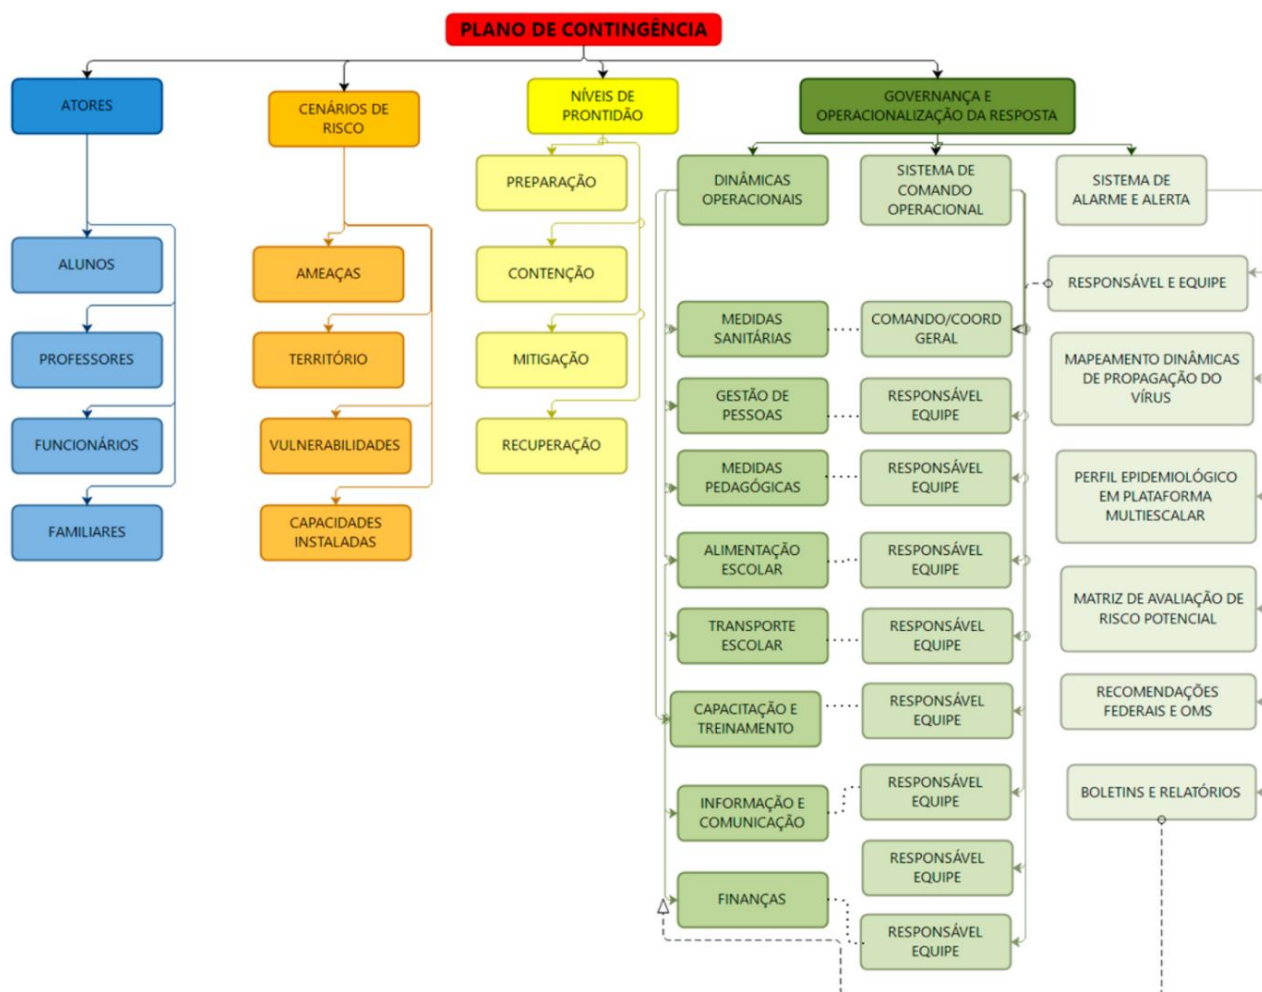 PLANO DE CONTINGÊNCIA
ATORES
ALUNOS
PROFESSORES
FUNCIONÁRIOS
FAMILIARES
CENÁRIOS DE
RISCO
AMEAÇAS
TERRITÓRIO
VULNERABILIDADES
CAPACIDADES
INSTALADAS
NÍVEIS DE
PRONTIDÃO
PREPARAÇÃO
CONTENÇÃO
MITIGAÇÃO
RECUPERAÇÃO
GOVERNANÇA E
OPERACIONALIZAÇÃO DA RESPOSTA
DINÂMICAS
OPERACIONAIS
MEDIDAS
SANITÁRIAS
GESTÃO DE
PESSOAS
MEDIDAS
PEDAGÓGICAS
ALIMENTAÇÃO
ESCOLAR
TRANSPORTE
ESCOLAR
CAPACITAÇÃO E
TREINAMENTO
INFORMAÇÃO E
COMUNICAÇÃO
FINANÇAS
SISTEMA DE
COMANDO
OPERACIONAL
COMANDO/COORD
GERAL
RESPONSÁVEL
EQUIPE
RESPONSÁVEL
EQUIPE
RESPONSÁVEL
EQUIPE
RESPONSÁVEL
EQUIPE
RESPONSÁVEL
EQUIPE
RESPONSÁVEL
EQUIPE
RESPONSÁVEL
EQUIPE
RESPONSÁVEL
EQUIPE
SISTEMA DE
ALARME E ALERTA
RESPONSÁVEL E EQUIPE
MAPEAMENTO DINÂMICAS
DE PROPAGAÇÃO DO
VÍRUS
PERFIL EPIDEMIOLÓGICO
EM PLATAFORMA
MULTIESCALAR
MATRIZ DE AVALIAÇÃO DE
RISCO POTENCIAL
RECOMENDAÇÕES
FEDERAIS E OMS
BOLETINS E RELATÓRIOS